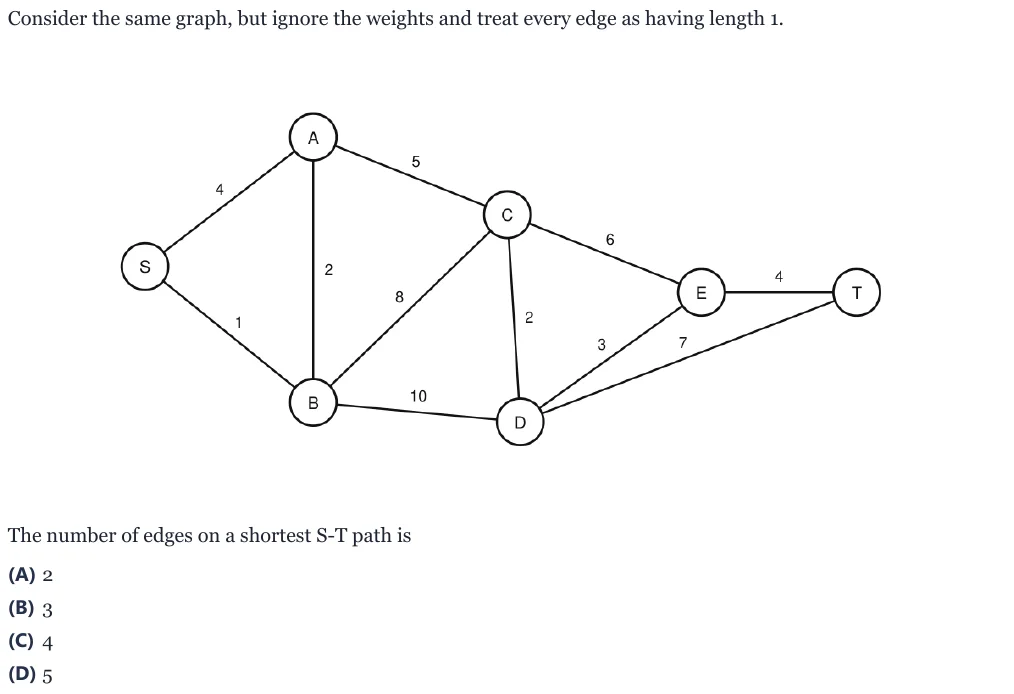 Consider the same graph, but ignore the weights and treat every edge as having length 1.
A
5
4
C
6
S
2
4
E
T
8
1
2
3
7
10
B
D
The number of edges on a shortest S-T path is
(A) 2
(B) 3
(C) 4
(D) 5